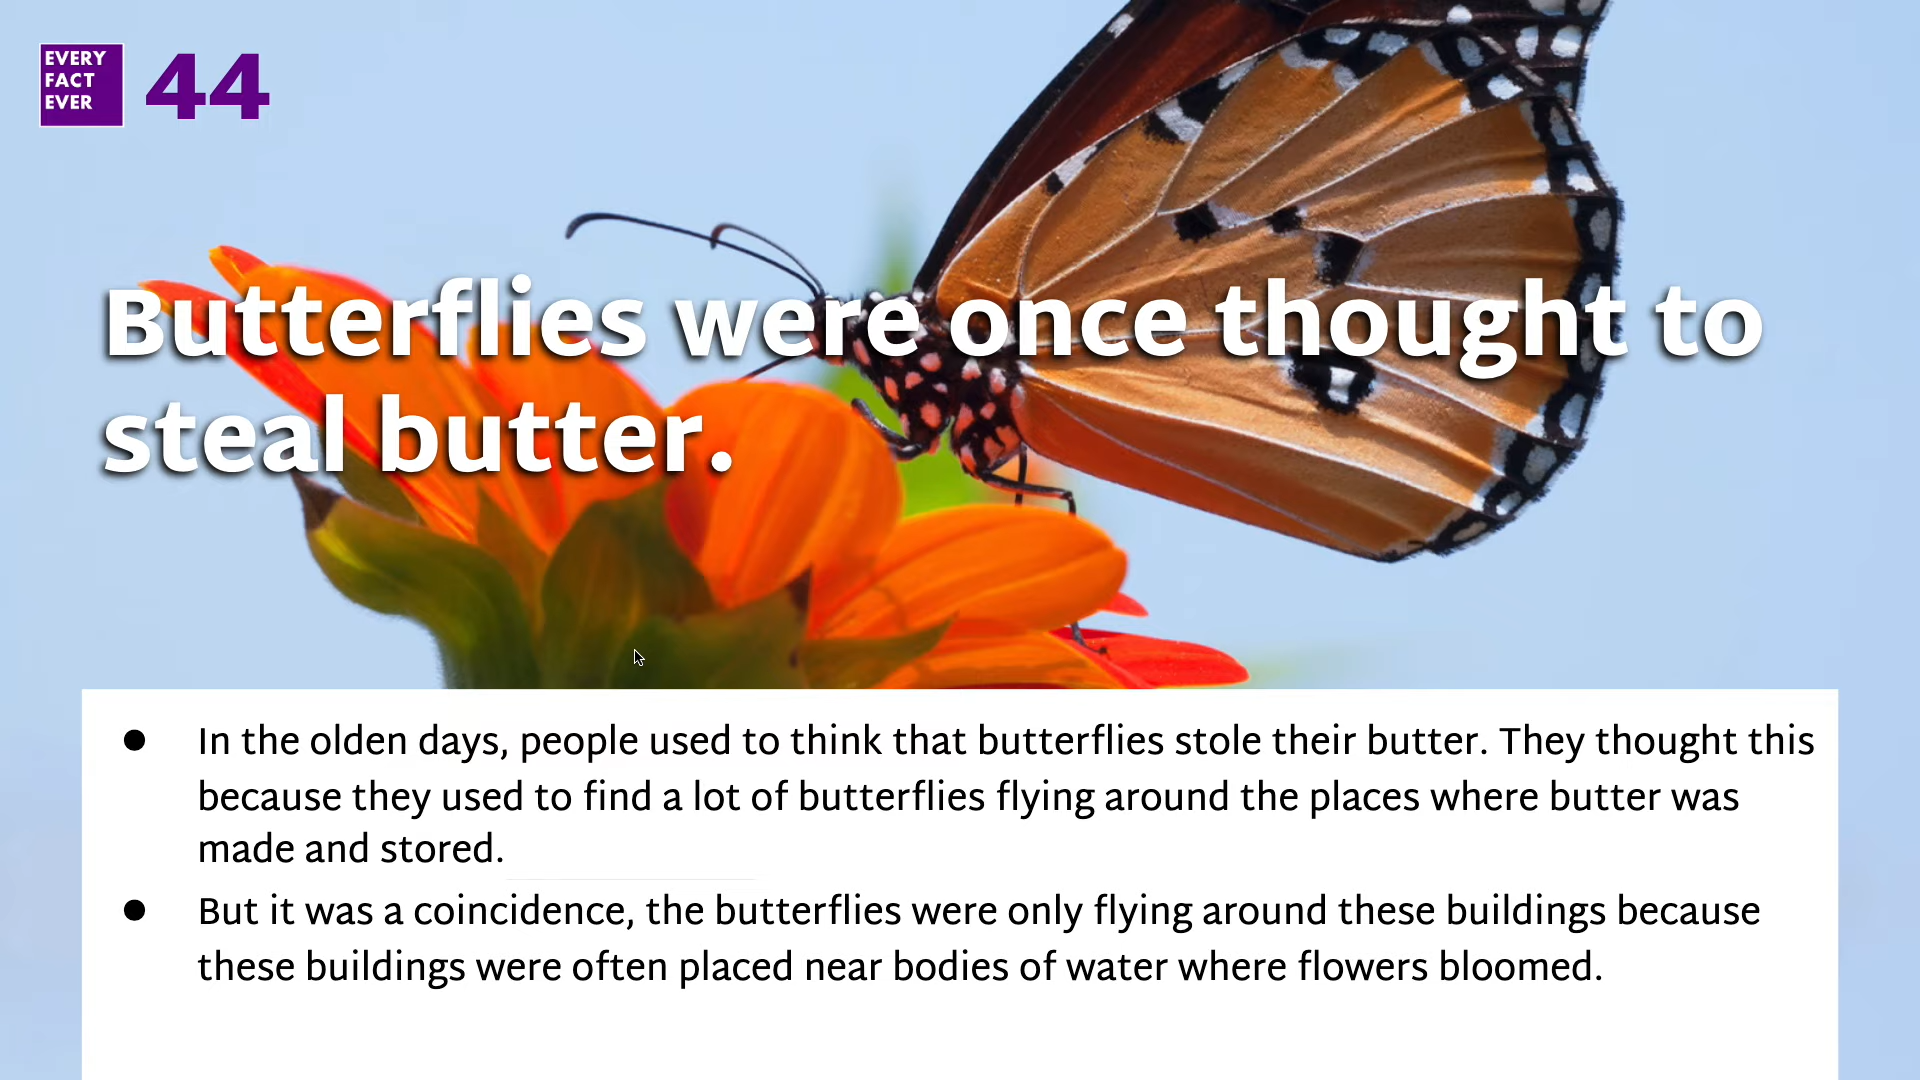 EVERY
FACT
EVER
44
Butterflies were once thought to
steal butter.
● In the olden days, people used to think that butterflies stole their butter. They thought this
because they used to find a lot of butterflies flying around the places where butter was
made and stored.
● But it was a coincidence, the butterflies were only flying around these buildings because
these buildings were often placed near bodies of water where flowers bloomed.